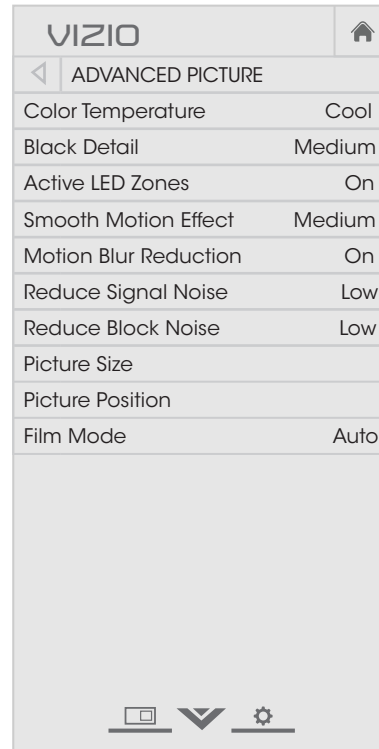 VIZIO
ADVANCED PICTURE
Color Temperature Cool
Black Detail Medium
Active LED Zones On
Smooth Motion Effect Medium
Motion Blur Reduction On
Reduce Signal Noise Low
Reduce Block Noise Low
Picture Size
Picture Position
Film Mode Auto